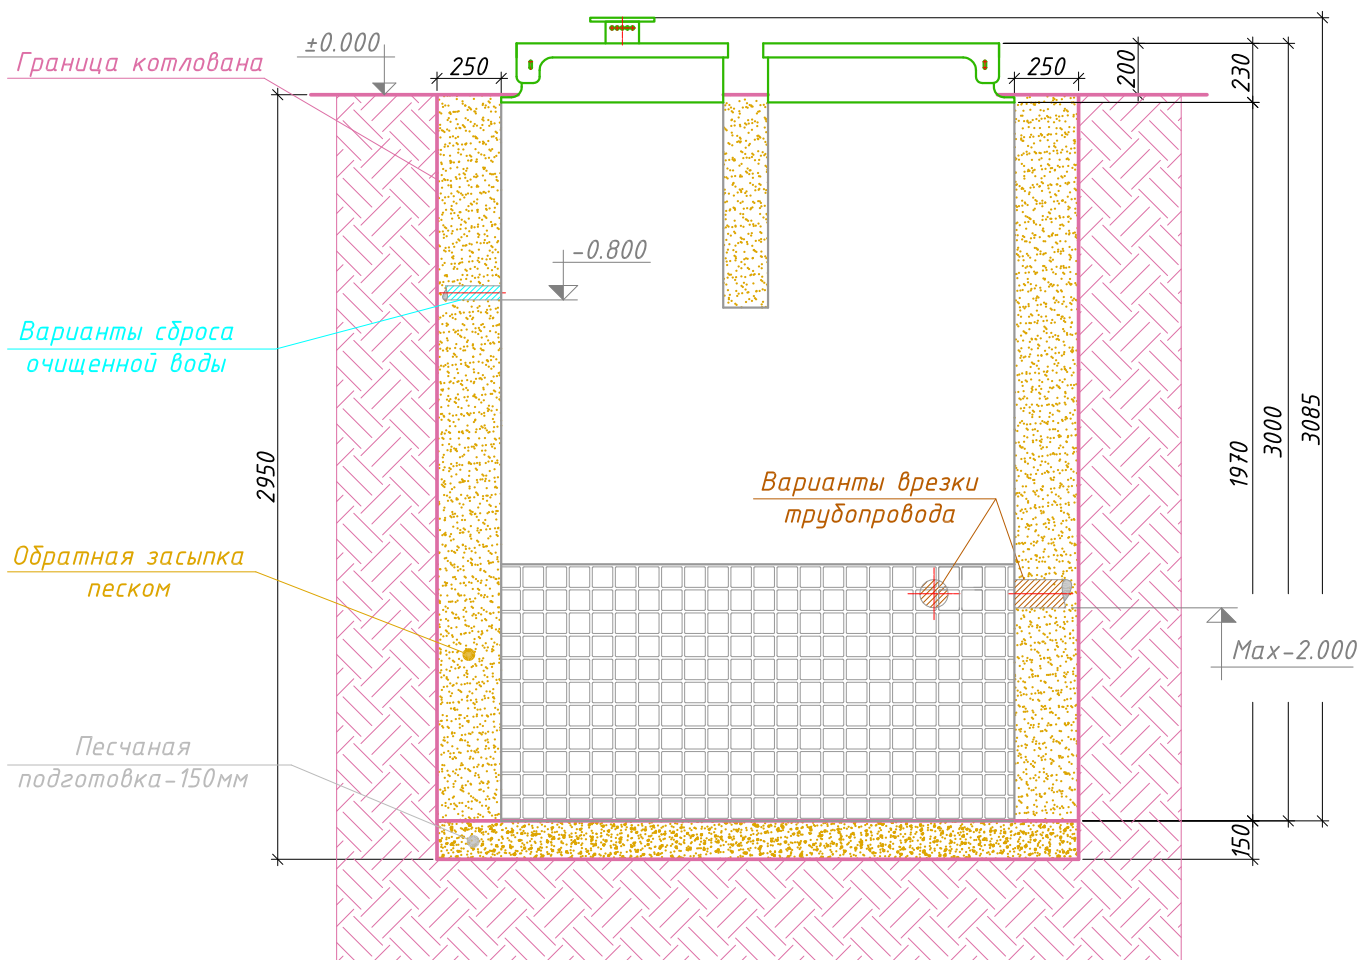 Граница котлована
±0.000
250
250
200
230
-0.800
Варианты сброса
очищенной воды
2950
1970
3000
3085
Варианты врезки
трубопровода
Обратная засыпка
песком
Max-2.000
Песчаная
подготовка-150мм
150